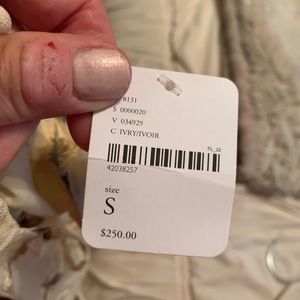 8131
S 0000020
V 034929
C IVRY/IVOIR
FL_22
42038257
size
S
$250.00